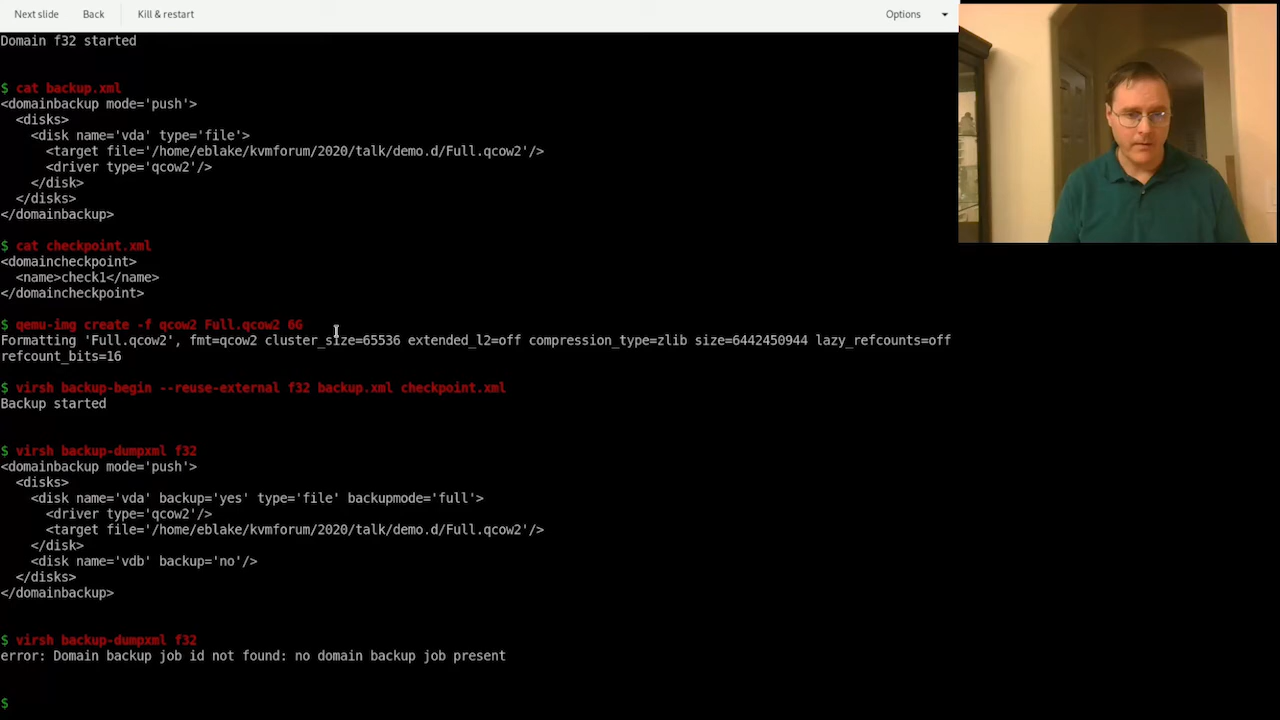 Next slide Back Kill & restart Options
Domain f32 started
$ cat backup.xml
<domainbackup mode='push'>
  <disks>
    <disk name='vda' type='file'>
      <target file='/home/eblake/kvmforum/2020/talk/demo.d/Full.qcow2'/>
      <driver type='qcow2'/>
    </disk>
  </disks>
</domainbackup>
$ cat checkpoint.xml
<domaincheckpoint>
  <name>check1</name>
</domaincheckpoint>
$ qemu-img create -f qcow2 Full.qcow2 6G
Formatting 'Full.qcow2', fmt=qcow2 cluster_size=65536 extended_l2=off compression_type=zlib size=6442450944 lazy_refcounts=off
refcount_bits=16
$ virsh backup-begin --reuse-external f32 backup.xml checkpoint.xml
Backup started
$ virsh backup-dumpxml f32
<domainbackup mode='push'>
  <disks>
    <disk name='vda' backup='yes' type='file' backupmode='full'>
      <driver type='qcow2'/>
      <target file='/home/eblake/kvmforum/2020/talk/demo.d/Full.qcow2'/>
    </disk>
    <disk name='vdb' backup='no'/>
  </disks>
</domainbackup>
$ virsh backup-dumpxml f32
error: Domain backup job id not found: no domain backup job present
$